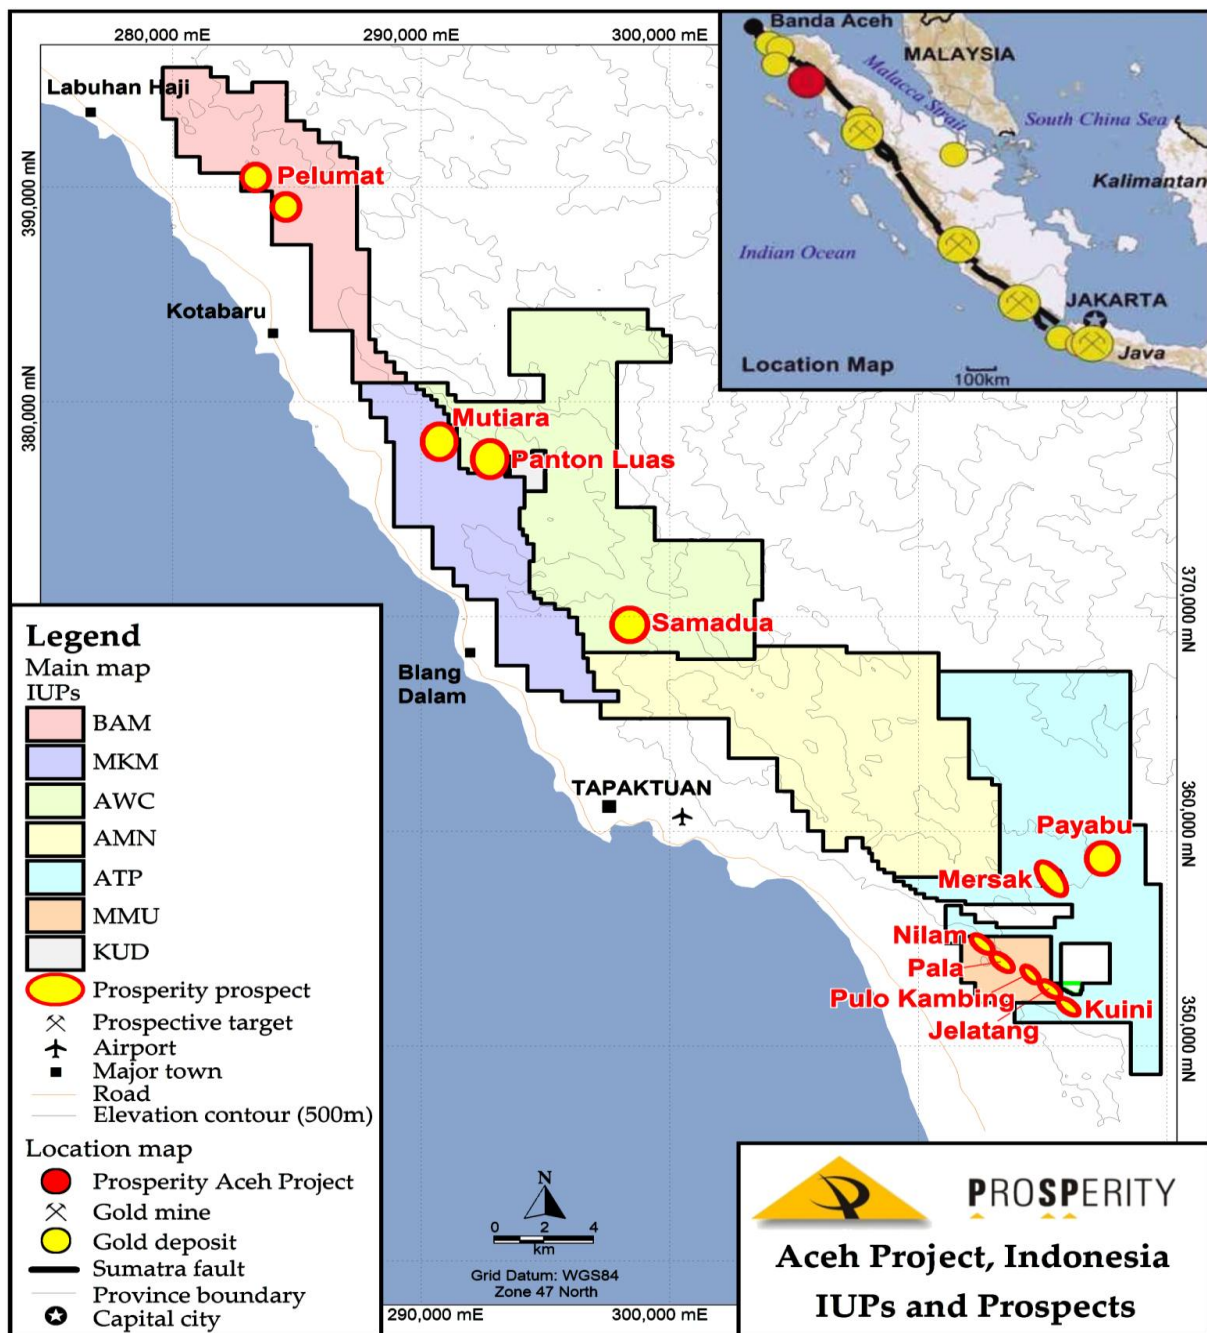 280,000 mE
290,000 mE
300,000 mE
Banda Aceh
MALAYSIA
Malacca Strait
South China Sea
Kalimantan
Indian Ocean
JAKARTA
Java
Location Map
100km
Labuhan Haji
390,000 mN
Pelumat
Kotabaru
380,000 mN
Mutiara
Panton Luas
370,000 mN
Samadua
Blang
Dalam
TAPAKTUAN
360,000 mN
Payabu
Mersak
Nilam
Pala
Pulo Kambing
Jelatang
Kuini
350,000 mN
Legend
Main map
IUPs
BAM
MKM
AWC
AMN
ATP
MMU
KUD
Prosperity prospect
Prospective target
Airport
Major town
Road
Elevation contour (500m)
Location map
Prosperity Aceh Project
Gold mine
Gold deposit
Sumatra fault
Province boundary
Capital city
N
0 2 4
km
Grid Datum: WGS84
Zone 47 North
290,000 mE
300,000 mE
PROSPERITY
Aceh Project, Indonesia
IUPs and Prospects